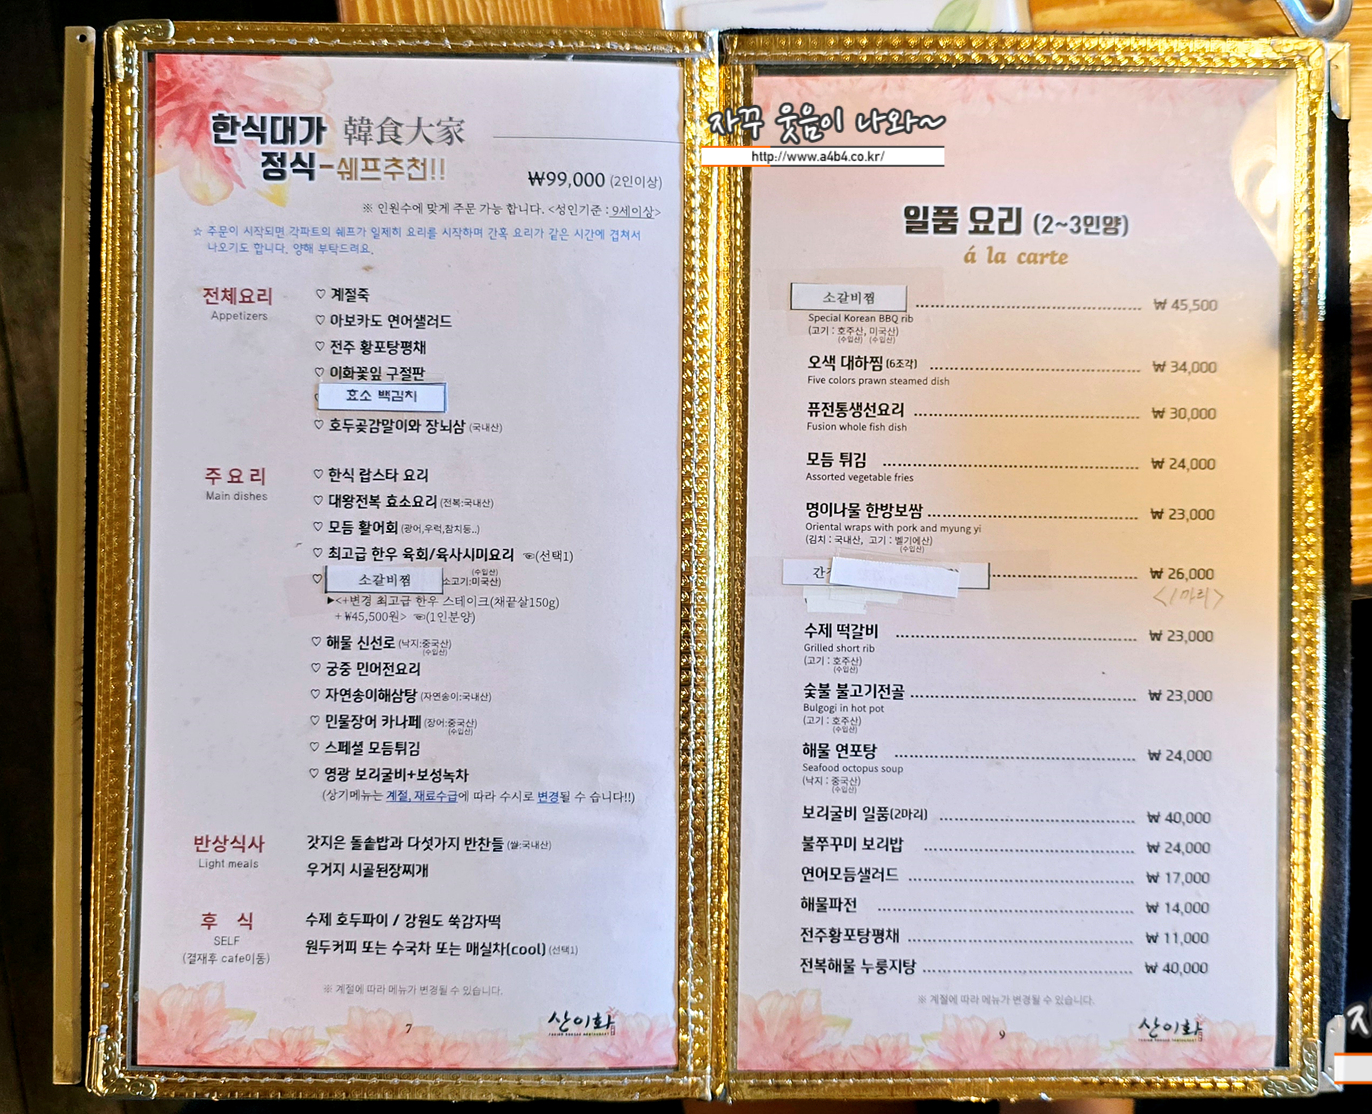 한식대가 韓食大家
정식-쉐프추천!!
₩99,000 (2인이상)
※ 인원수에 맞게 주문 가능 합니다. <성인기준 : 9세이상>
☆ 주문이 시작되면 각파트의 쉐프가 일제히 요리를 시작하며 간혹 요리가 같은 시간에 겹쳐서
나오기도 합니다. 양해 부탁드려요.
전체요리
Appetizers
♡ 계절죽
♡ 아보카도 연어샐러드
♡ 전주 황포탕평채
♡ 이화꽃잎 구절판
효소 백김치
♡ 호두곶감말이와 장뇌삼 (국내산)
주 요 리
Main dishes
♡ 한식 랍스타 요리
♡ 대왕전복 효소요리 (전복:국내산)
♡ 모듬 활어회 (광어,우럭,참치등..)
♡ 최고급 한우 육회/육사시미요리 ☜(선택1)
♡ 소갈비찜 소고기:미국산)
(수입산)
▶<+변경 최고급 한우 스테이크(채끝살150g)
+ ₩45,500원> ☜(1인분양)
♡ 해물 신선로 (낙지:중국산)
(수입산)
♡ 궁중 민어전요리
♡ 자연송이해삼탕 (자연송이:국내산)
♡ 민물장어 카나페 (장어:중국산)
(수입산)
♡ 스페셜 모듬튀김
♡ 영광 보리굴비+보성녹차
(상기메뉴는 계절, 재료수급에 따라 수시로 변경될 수 습니다!!)
반상식사
Light meals
갓지은 돌솥밥과 다섯가지 반찬들 (쌀:국내산)
우거지 시골된장찌개
후 식
SELF
(결재후 cafe이동)
수제 호두파이 / 강원도 쑥감자떡
원두커피 또는 수국차 또는 매실차(cool) (선택1)
※ 계절에 따라 메뉴가 변경될 수 있습니다.
7
산이화
자꾸 웃음이 나와~
http://www.a4b4.co.kr/
일품 요리 (2~3인양)
á la carte
소갈비찜 ₩ 45,500
Special Korean BBQ rib
(고기 : 호주산, 미국산)
(수입산) (수입산)
오색 대하찜 (6조각) ₩ 34,000
Five colors prawn steamed dish
퓨전통생선요리 ₩ 30,000
Fusion whole fish dish
모듬 튀김 ₩ 24,000
Assorted vegetable fries
명이나물 한방보쌈 ₩ 23,000
Oriental wraps with pork and myung yi
(김치 : 국내산, 고기 : 벨기에산)
(수입산)
간 ₩ 26,000
<1마리>
수제 떡갈비 ₩ 23,000
Grilled short rib
(고기 : 호주산)
(수입산)
숯불 불고기전골 ₩ 23,000
Bulgogi in hot pot
(고기 : 호주산)
(수입산)
해물 연포탕 ₩ 24,000
Seafood octopus soup
(낙지 : 중국산)
(수입산)
보리굴비 일품(2마리) ₩ 40,000
불쭈꾸미 보리밥 ₩ 24,000
연어모듬샐러드 ₩ 17,000
해물파전 ₩ 14,000
전주황포탕평채 ₩ 11,000
전복해물 누룽지탕 ₩ 40,000
※ 계절에 따라 메뉴가 변경될 수 있습니다.
9
산이화